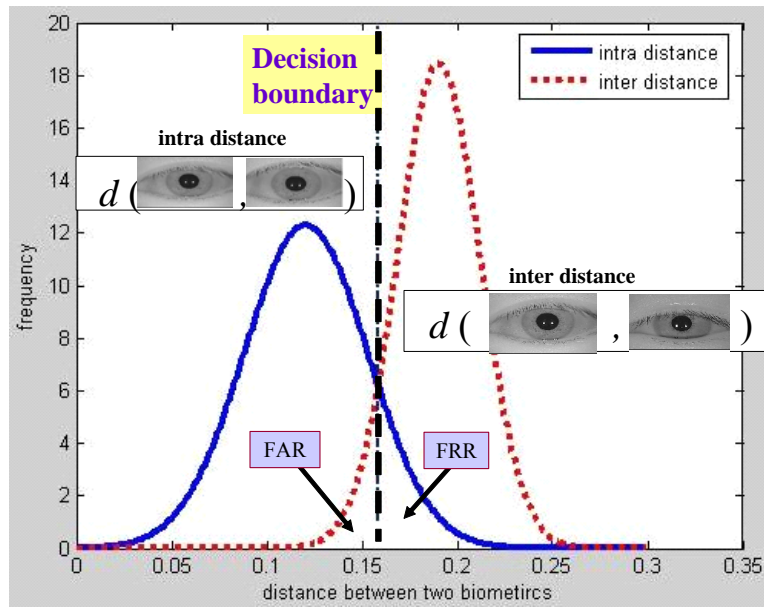 20
18
16
14
12
10
8
6
4
2
0
frequency
Decision
boundary
intra distance
inter distance
intra distance
d ( , )
inter distance
d ( , )
FAR
FRR
0 0.05 0.1 0.15 0.2 0.25 0.3 0.35
distance between two biometircs